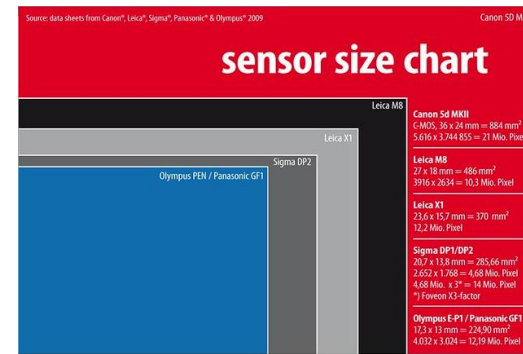 Source: data sheets from Canon®, Leica®, Sigma®, Panasonic® & Olympus® 2009
Canon 5D M
sensor size chart
Leica M8
Leica X1
Sigma DP2
Olympus PEN / Panasonic GF1
Canon 5d MKII
C-MOS, 36 x 24 mm = 884 mm²
5.616 x 3.744 855 = 21 Mio. Pixe
Leica M8
27 x 18 mm = 486 mm²
3916 x 2634 = 10,3 Mio. Pixel
Leica X1
23,6 x 15,7 mm = 370 mm²
12,2 Mio. Pixel
Sigma DP1/DP2
20,7 x 13,8 mm = 285,66 mm²
2.652 x 1.768 = 4,68 Mio. Pixel
4,68 Mio. x 3* = 14 Mio. Pixel
*) Foveon X3-factor
Olympus E-P1 / Panasonic GF1
17,3 x 13 mm = 224,90 mm²
4.032 x 3.024 = 12,19 Mio. Pixel